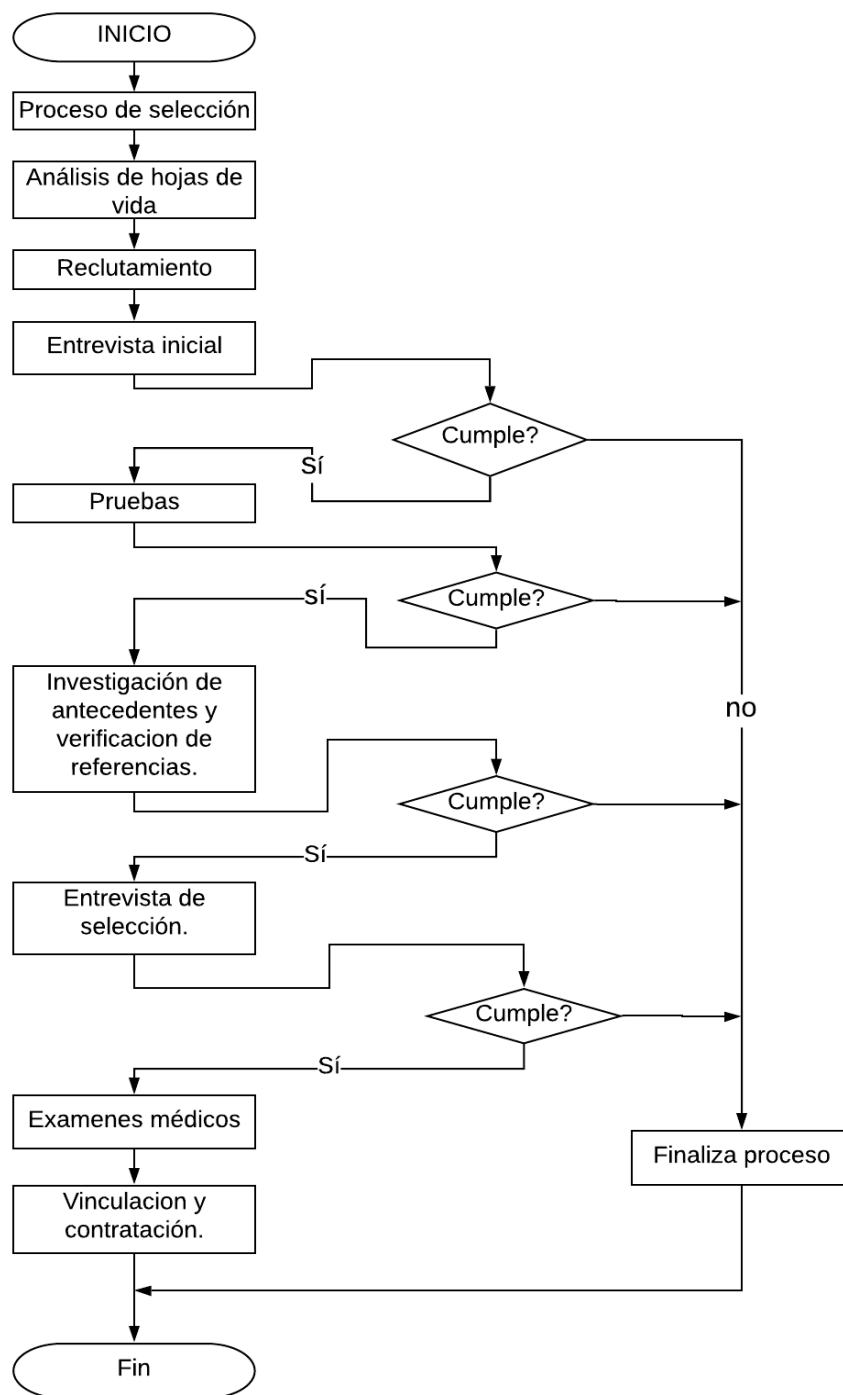 INICIO
Proceso de selección
Análisis de hojas de
vida
Reclutamiento
Entrevista inicial
Cumple?
sí
Pruebas
Cumple?
sí
Investigación de
antecedentes y
verificacion de
referencias.
no
Cumple?
Sí
Entrevista de
selección.
Cumple?
Sí
Examenes médicos
Finaliza proceso
Vinculacion y
contratación.
Fin